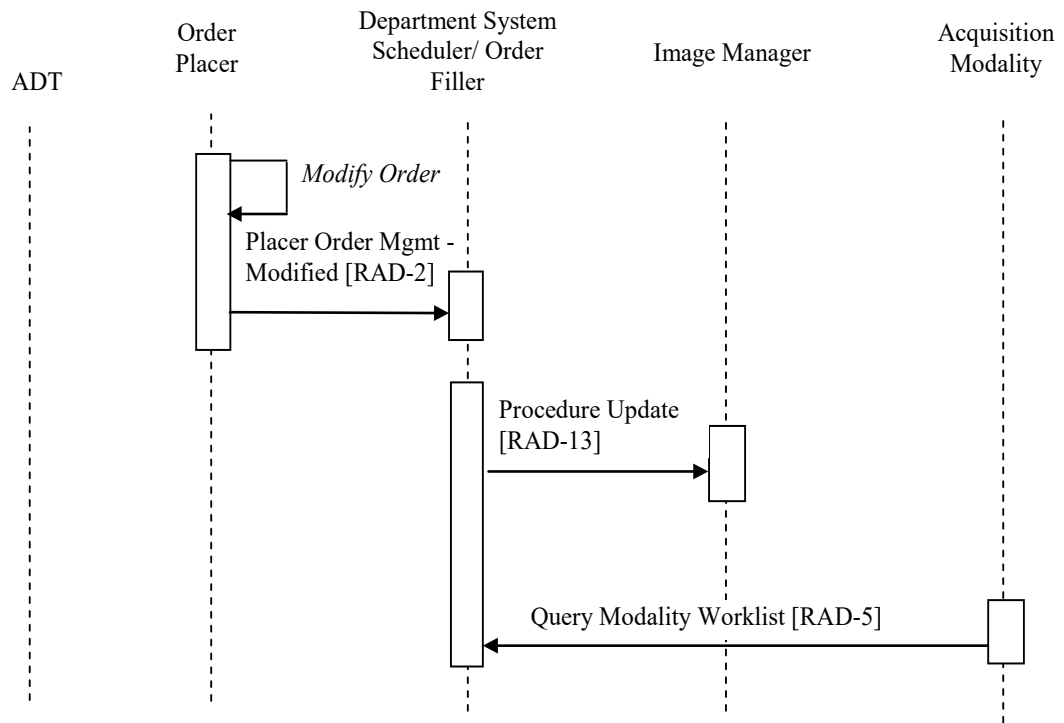 ADT
Order
Placer
Department System
Scheduler/ Order
Filler
Image Manager
Acquisition
Modality
Modify Order
Placer Order Mgmt -
Modified [RAD-2]
Procedure Update
[RAD-13]
Query Modality Worklist [RAD-5]